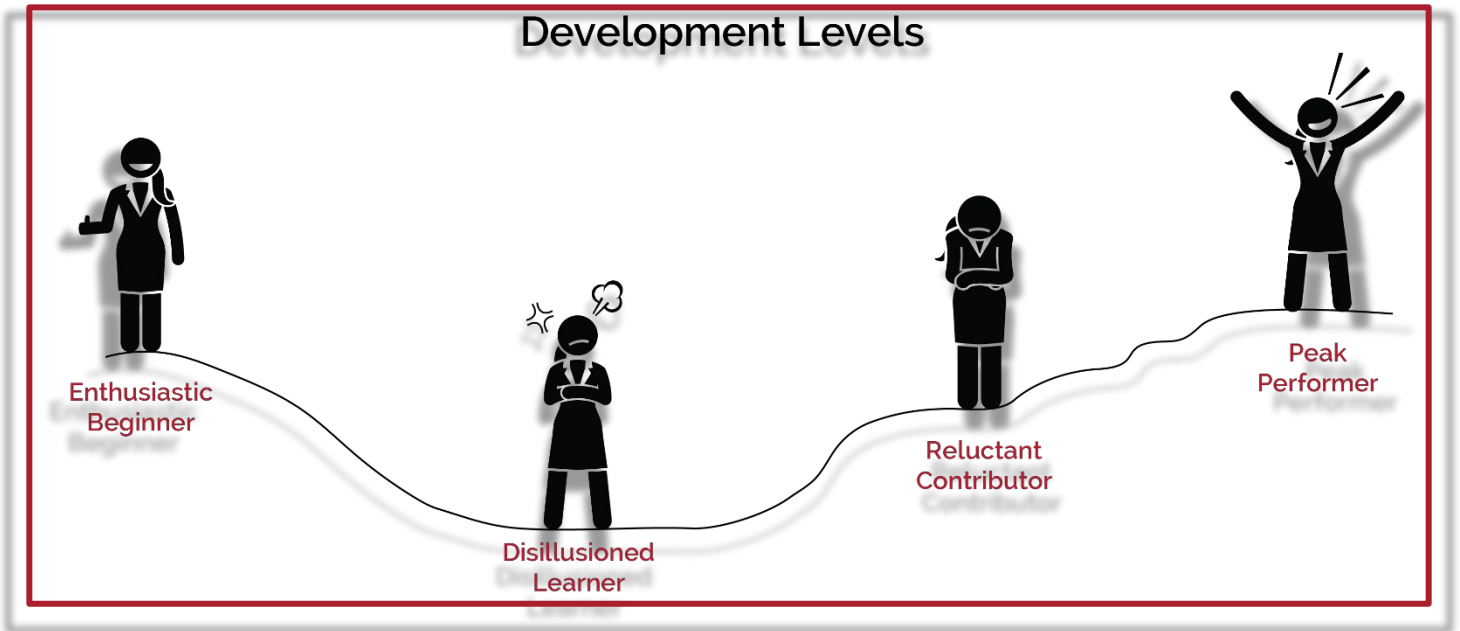 Development Levels
Enthusiastic
Beginner
Disillusioned
Learner
Reluctant
Contributor
Peak
Performer